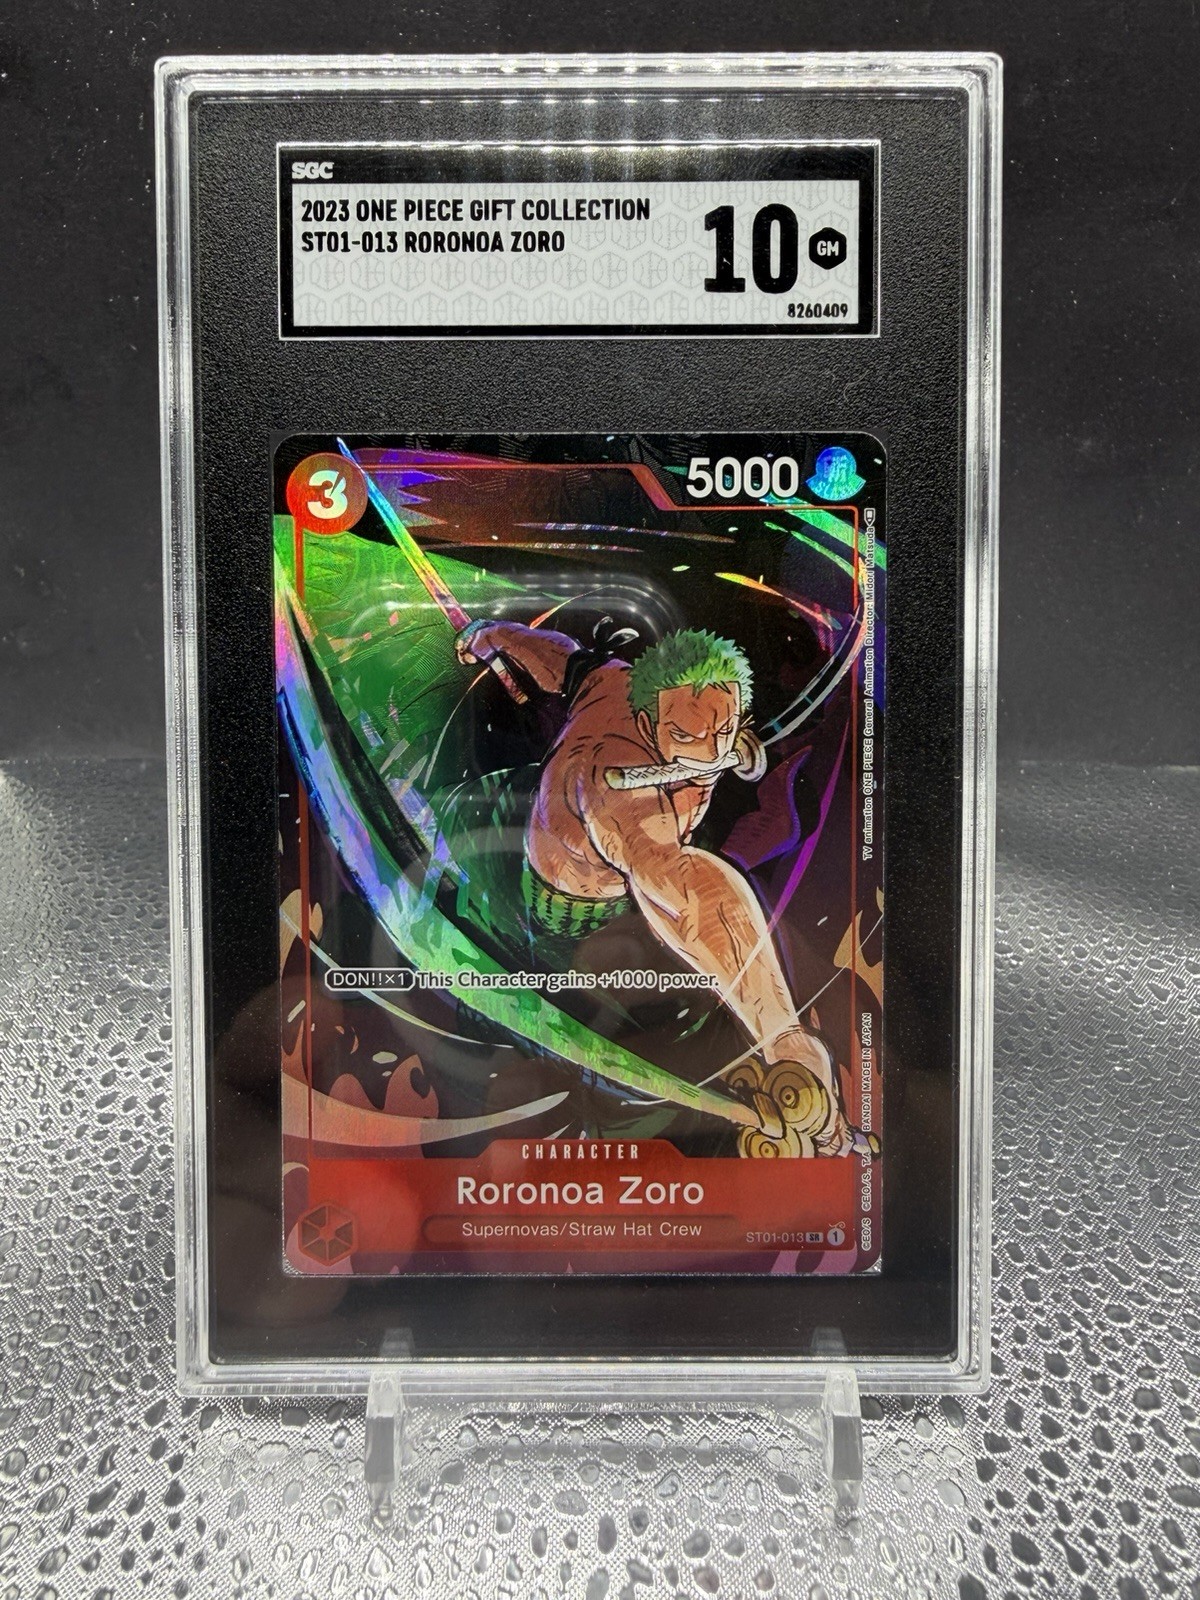 SGC
2023 ONE PIECE GIFT COLLECTION
ST01-013 RORONOA ZORO
10
GM
8260409
3
5000
SLASH
TV animation ONE PIECE General Animation Director: Midori Matsuda
DON!!×1 This Character gains +1000 power.
BANDAI MADE IN JAPAN
CHARACTER
Roronoa Zoro
Supernovas/Straw Hat Crew
ST01-013 SR 1